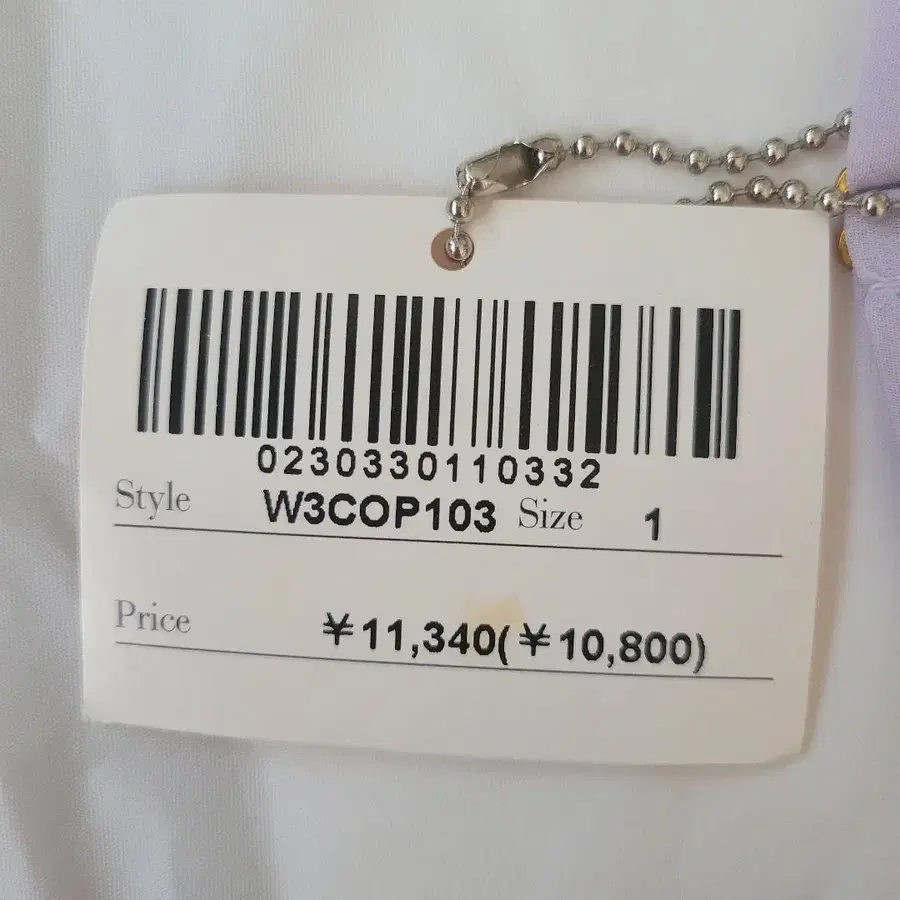 0230330110332
Style W3COP103 Size 1
Price ¥11,340(¥10,800)